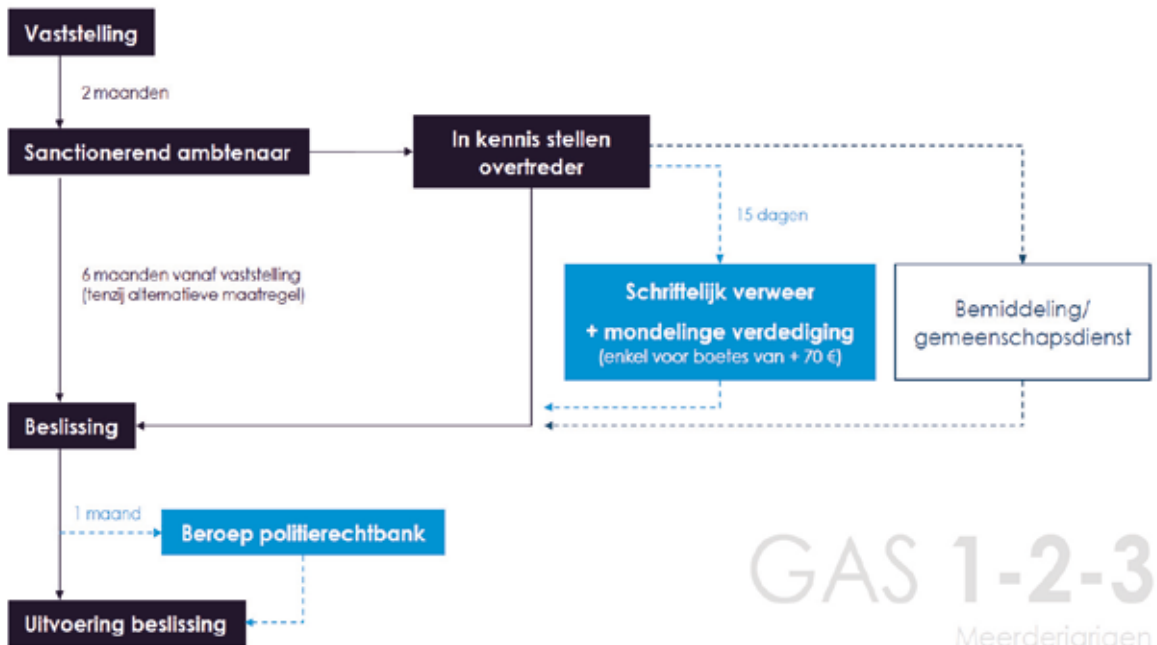 Vaststelling
2 maanden
Sanctionerend ambtenaar
In kennis stellen
overtreder
15 dagen
6 maanden vanaf vaststelling
(tenzij alternatieve maatregel)
Schriftelijk verweer
+ mondelinge verdediging
(enkel voor boetes van + 70 €)
Bemiddeling/
gemeenschapsdienst
Beslissing
1 maand
Beroep politierechtbank
Uitvoering beslissing
GAS 1-2-3
Meerderjarigen